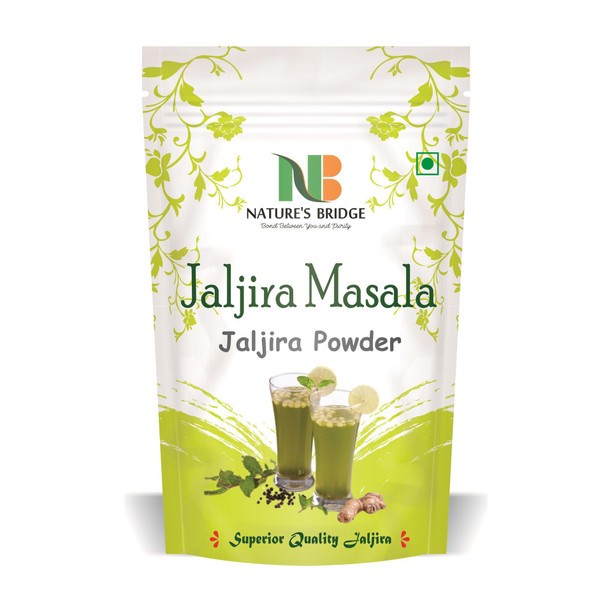 NB
NATURE'S BRIDGE
Bond Between You and Purity
Jaljira Masala
Jaljira Powder
Superior Quality Jaljira